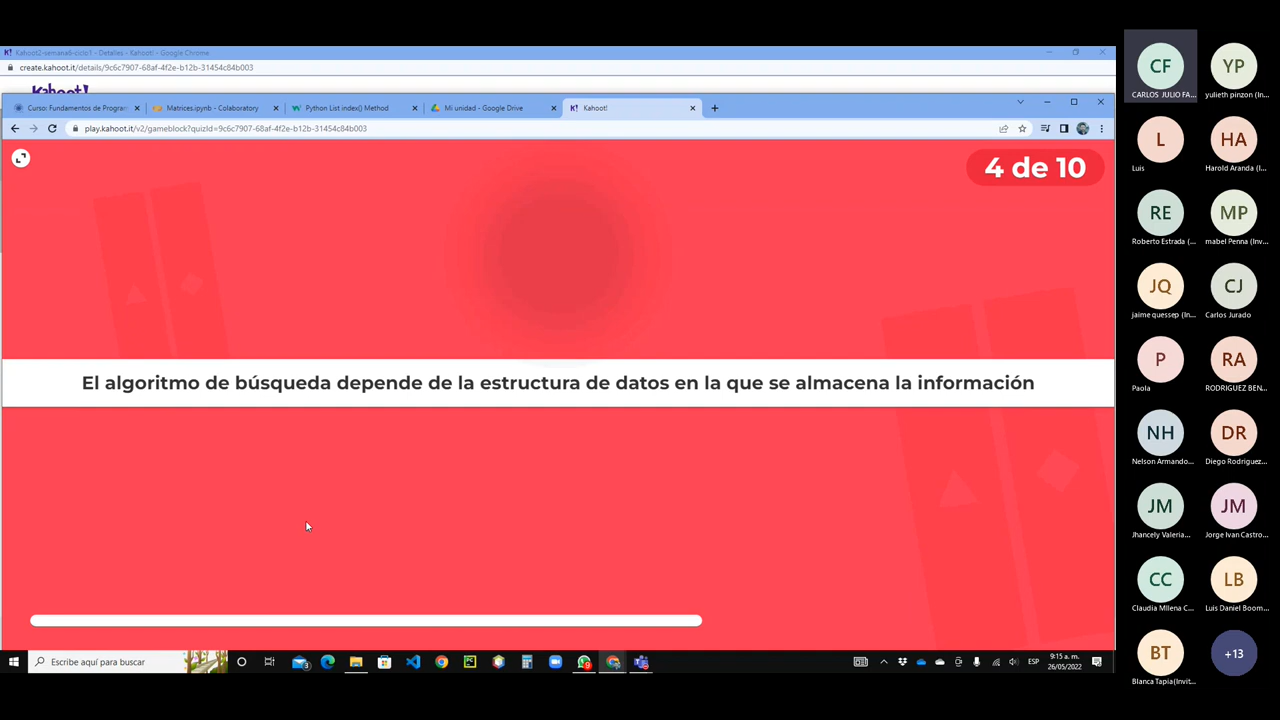 Kahoot2-semana6-ciclo1 - Detalles - Kahoot! - Google Chrome
create.kahoot.it/details/9c6c7907-68af-4f2e-b12b-31454c84b003
Kahoot!
Curso: Fundamentos de Progra
Matrices.ipynb - Colaboratory
Python List index() Method
Mi unidad - Google Drive
Kahoot!
play.kahoot.it/v2/gameblock?quizId=9c6c7907-68af-4f2e-b12b-31454c84b003
4 de 10
El algoritmo de búsqueda depende de la estructura de datos en la que se almacena la información
Escribe aquí para buscar
ESP
9:15 a. m.
26/05/2022
CF
CARLOS JULIO FA...
YP
yulieth pinzon (In...
L
Luis
HA
Harold Aranda (I...
RE
Roberto Estrada (...
MP
mabel Penna (Inv...
JQ
jaime quessep (In...
CJ
Carlos Jurado
P
Paola
RA
RODRIGUEZ BEN...
NH
Nelson Armando...
DR
Diego Rodriguez...
JM
Jhancely Valeria...
JM
Jorge Ivan Castro...
CC
Claudia MIlena C...
LB
Luis Daniel Boom...
BT
Blanca Tapia(Invit...
+13